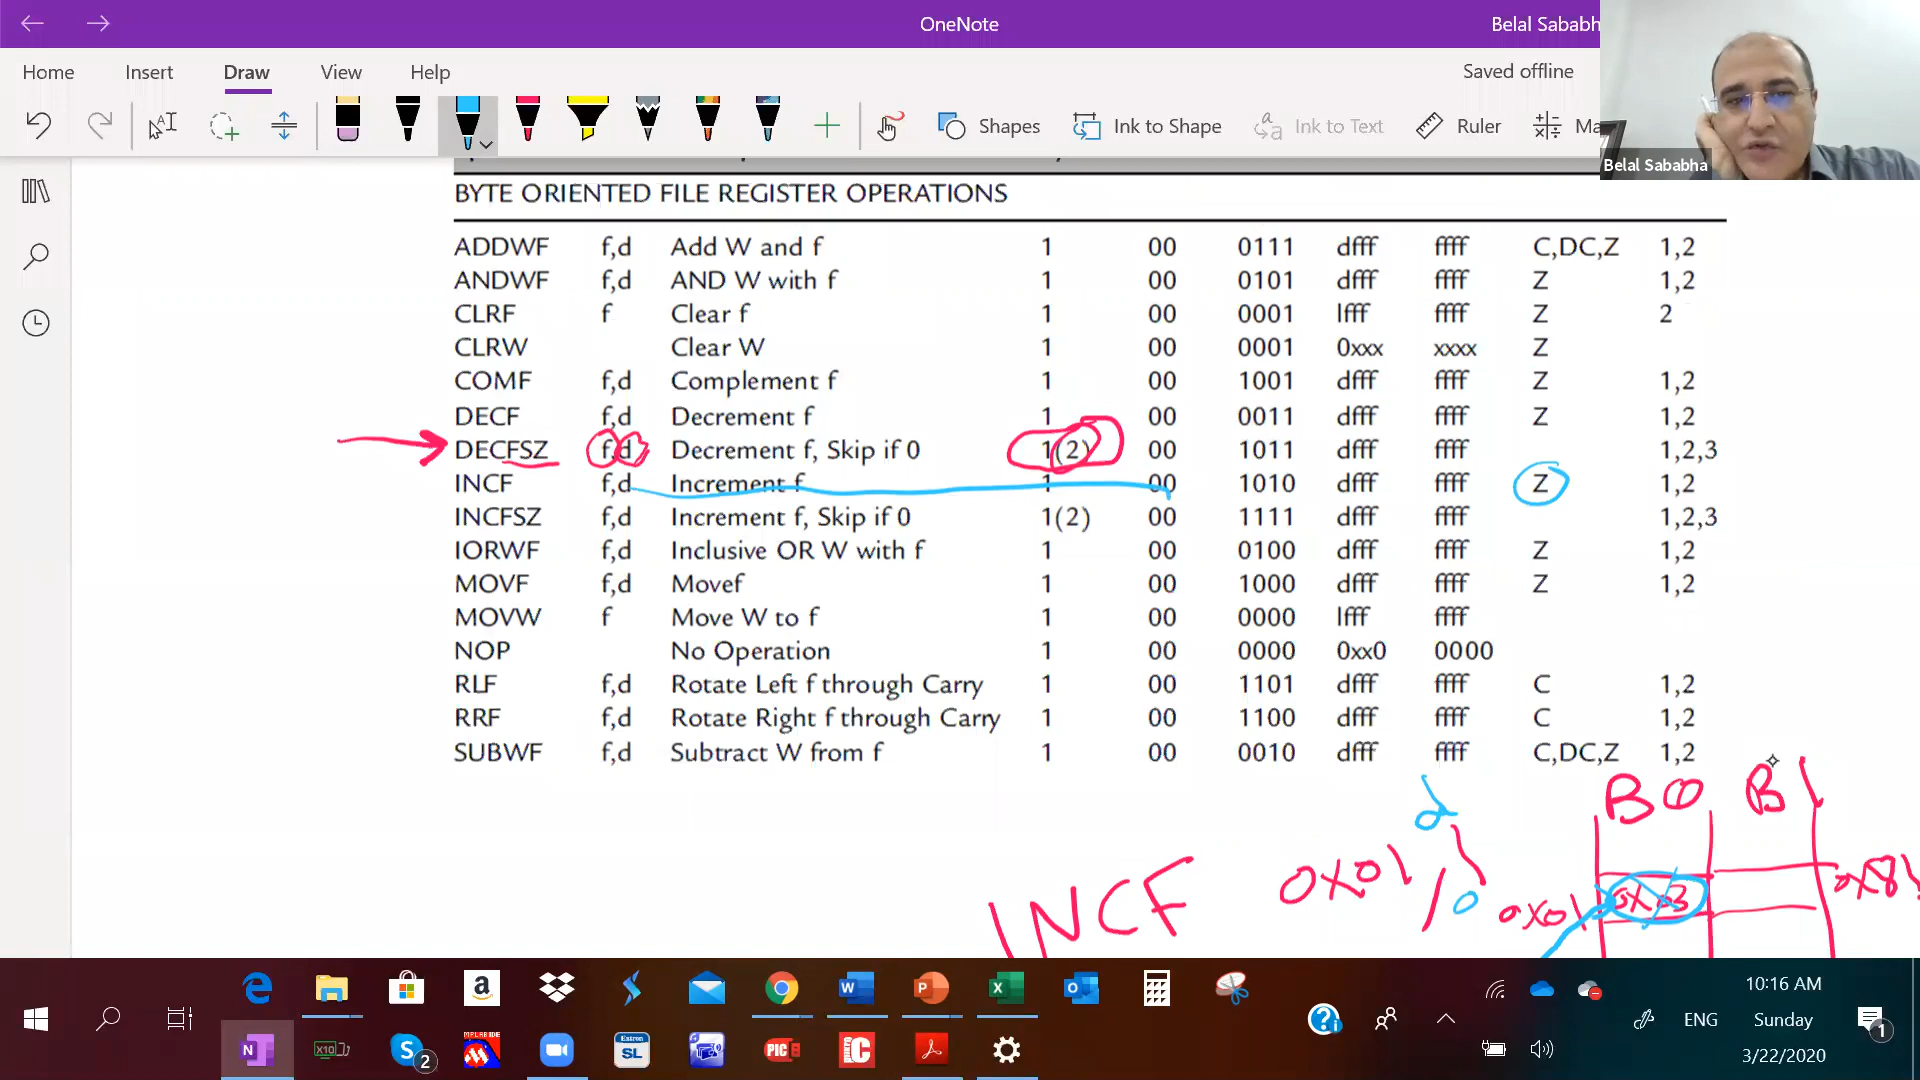 OneNote
Belal Sababh
Home Insert Draw View Help
Saved offline
Shapes Ink to Shape Ink to Text Ruler Ma
Belal Sababha
BYTE ORIENTED FILE REGISTER OPERATIONS
ADDWF f,d Add W and f 1 00 0111 dfff ffff C,DC,Z 1,2
ANDWF f,d AND W with f 1 00 0101 dfff ffff Z 1,2
CLRF f Clear f 1 00 0001 lfff ffff Z 2
CLRW Clear W 1 00 0001 0xxx xxxx Z
COMF f,d Complement f 1 00 1001 dfff ffff Z 1,2
DECF f,d Decrement f 1 00 0011 dfff ffff Z 1,2
DECFSZ f,d Decrement f, Skip if 0 1(2) 00 1011 dfff ffff 1,2,3
INCF f,d Increment f 1 00 1010 dfff ffff Z 1,2
INCFSZ f,d Increment f, Skip if 0 1(2) 00 1111 dfff ffff 1,2,3
IORWF f,d Inclusive OR W with f 1 00 0100 dfff ffff Z 1,2
MOVF f,d Movef 1 00 1000 dfff ffff Z 1,2
MOVW f Move W to f 1 00 0000 lfff ffff
NOP No Operation 1 00 0000 0xx0 0000
RLF f,d Rotate Left f through Carry 1 00 1101 dfff ffff C 1,2
RRF f,d Rotate Right f through Carry 1 00 1100 dfff ffff C 1,2
SUBWF f,d Subtract W from f 1 00 0010 dfff ffff C,DC,Z 1,2
d
B0 B1
INCF 0x01, 1 0
0x01 0x03 0x81
10:16 AM
ENG Sunday
3/22/2020
1
2